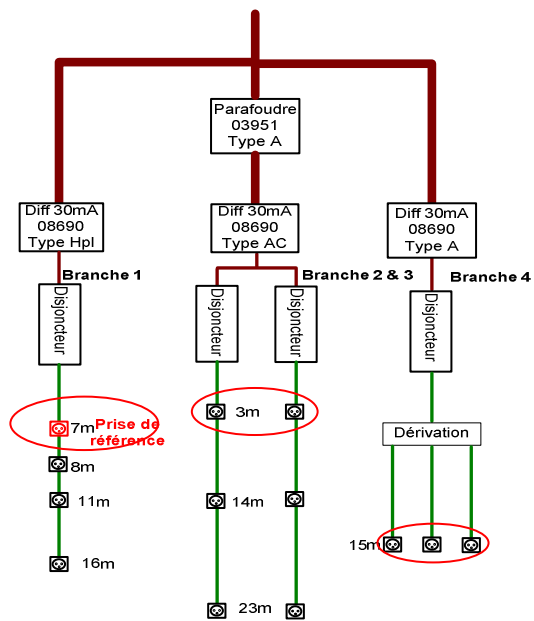 Parafoudre
03951
Type A
Diff 30mA
08690
Type HpI
Diff 30mA
08690
Type AC
Diff 30mA
08690
Type A
Branche 1
Branche 2 & 3
Branche 4
Disjoncteur
Disjoncteur
Disjoncteur
Disjoncteur
7m
Prise de
référence
8m
11m
16m
3m
14m
23m
Dérivation
15m